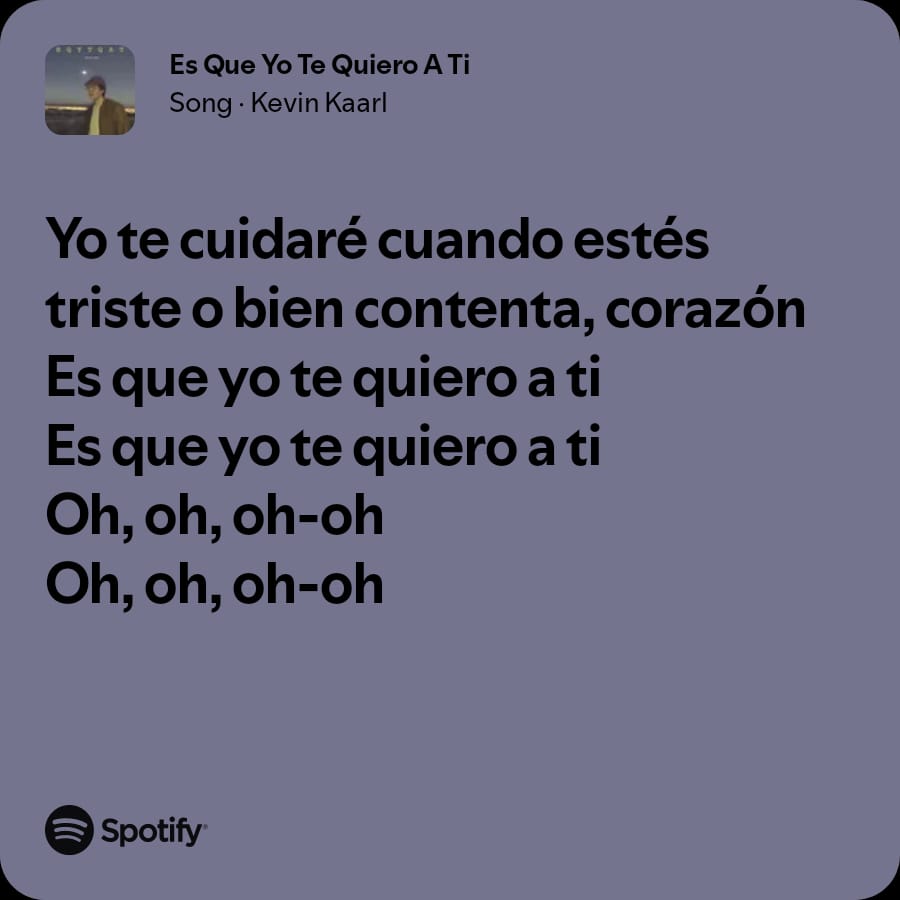 E Q Y T Q A T
Es Que Yo Te Quiero A Ti
Song · Kevin Kaarl
Yo te cuidaré cuando estés
triste o bien contenta, corazón
Es que yo te quiero a ti
Es que yo te quiero a ti
Oh, oh, oh-oh
Oh, oh, oh-oh
Spotify